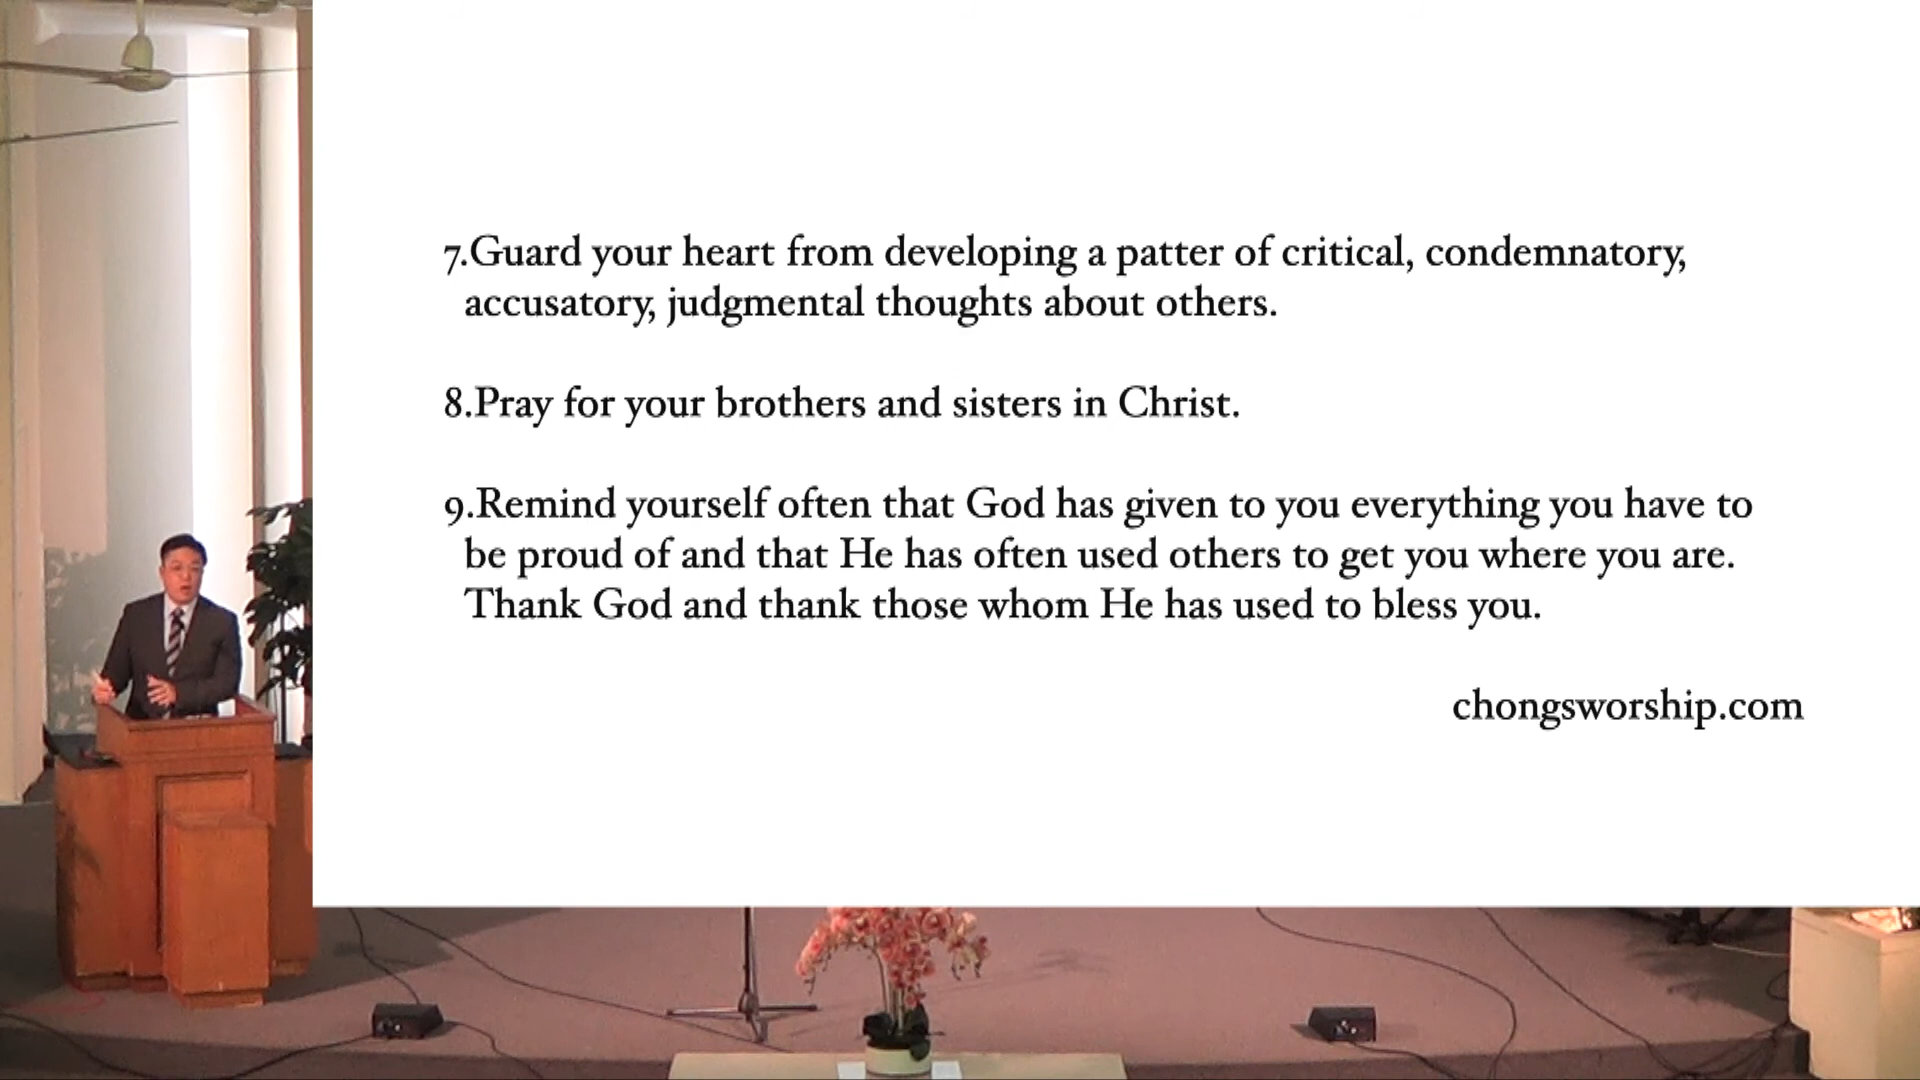 7.Guard your heart from developing a patter of critical, condemnatory,
accusatory, judgmental thoughts about others.
8.Pray for your brothers and sisters in Christ.
9.Remind yourself often that God has given to you everything you have to
be proud of and that He has often used others to get you where you are.
Thank God and thank those whom He has used to bless you.
chongsworship.com